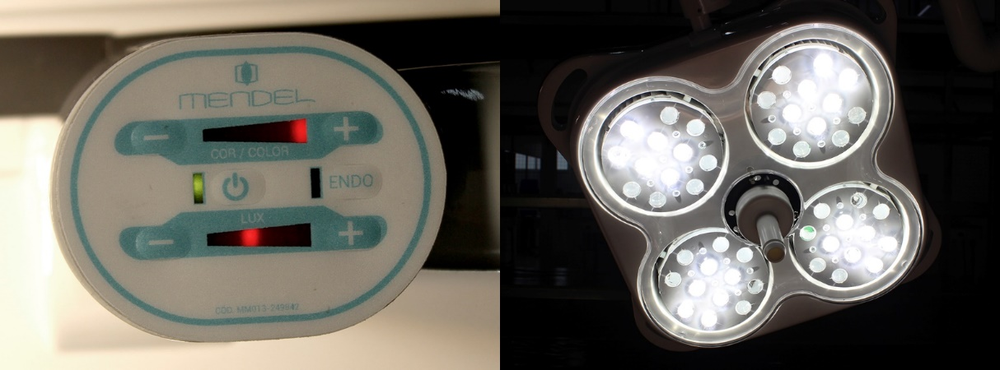 MENDEL
− +
COR / COLOR
ENDO
LUX
− +